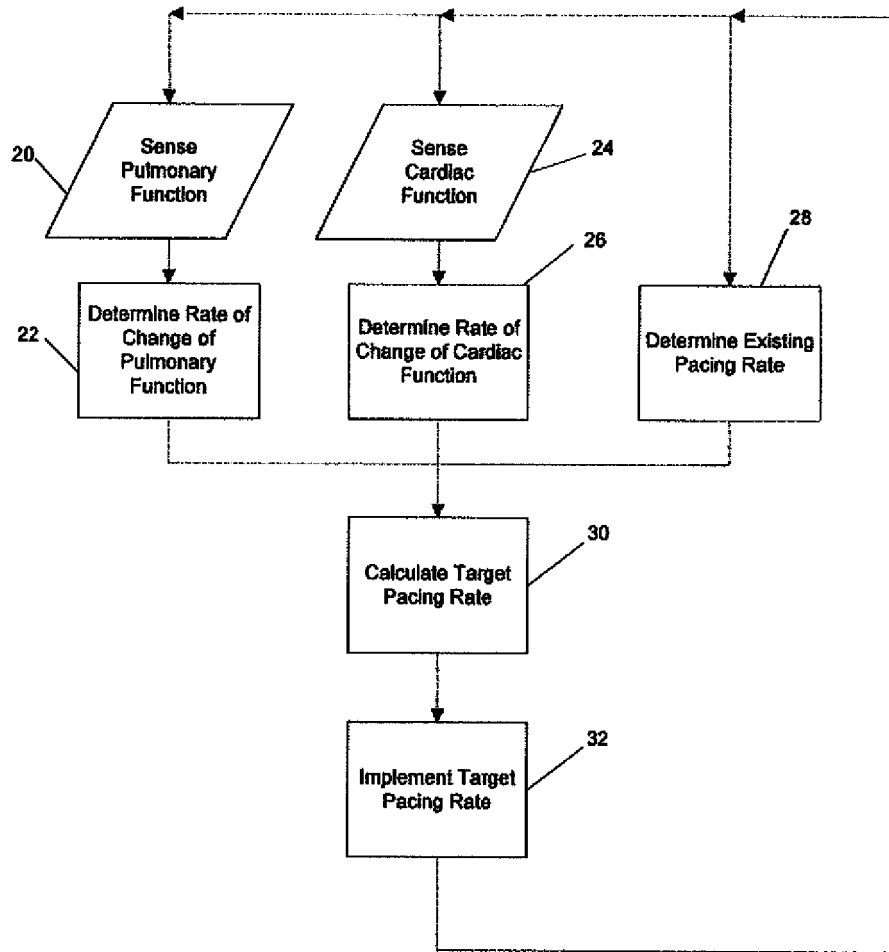 20
Sense
Pulmonary
Function
Sense
Cardiac
Function
24
22
Determine Rate of
Change of
Pulmonary
Function
26
Determine Rate of
Change of Cardiac
Function
28
Determine Existing
Pacing Rate
30
Calculate Target
Pacing Rate
32
Implement Target
Pacing Rate